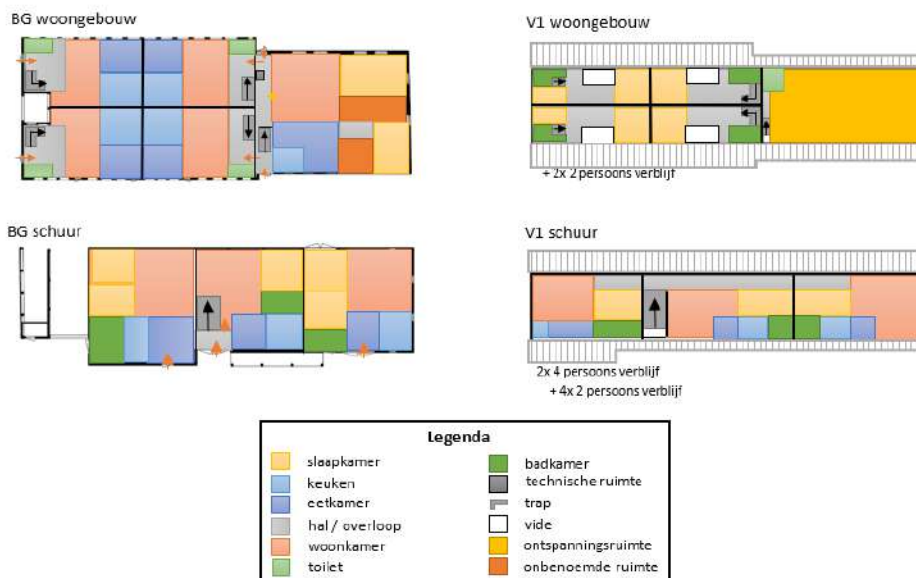 BG woongebouw
V1 woongebouw
+ 2x 2 persoons verblijf
BG schuur
V1 schuur
2x 4 persoons verblijf
+ 4x 2 persoons verblijf
Legenda
slaapkamer
keuken
eetkamer
hal / overloop
woonkamer
toilet
badkamer
technische ruimte
trap
vide
ontspanningsruimte
onbenoemde ruimte